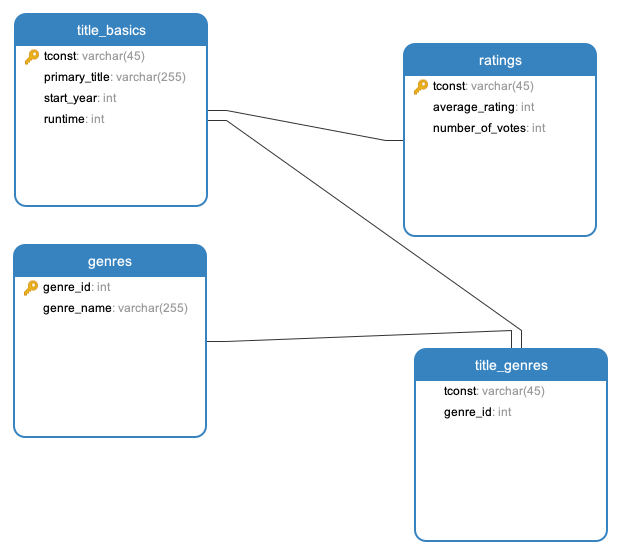 title_basics
tconst: varchar(45)
primary_title: varchar(255)
start_year: int
runtime: int
ratings
tconst: varchar(45)
average_rating: int
number_of_votes: int
genres
genre_id: int
genre_name: varchar(255)
title_genres
tconst: varchar(45)
genre_id: int